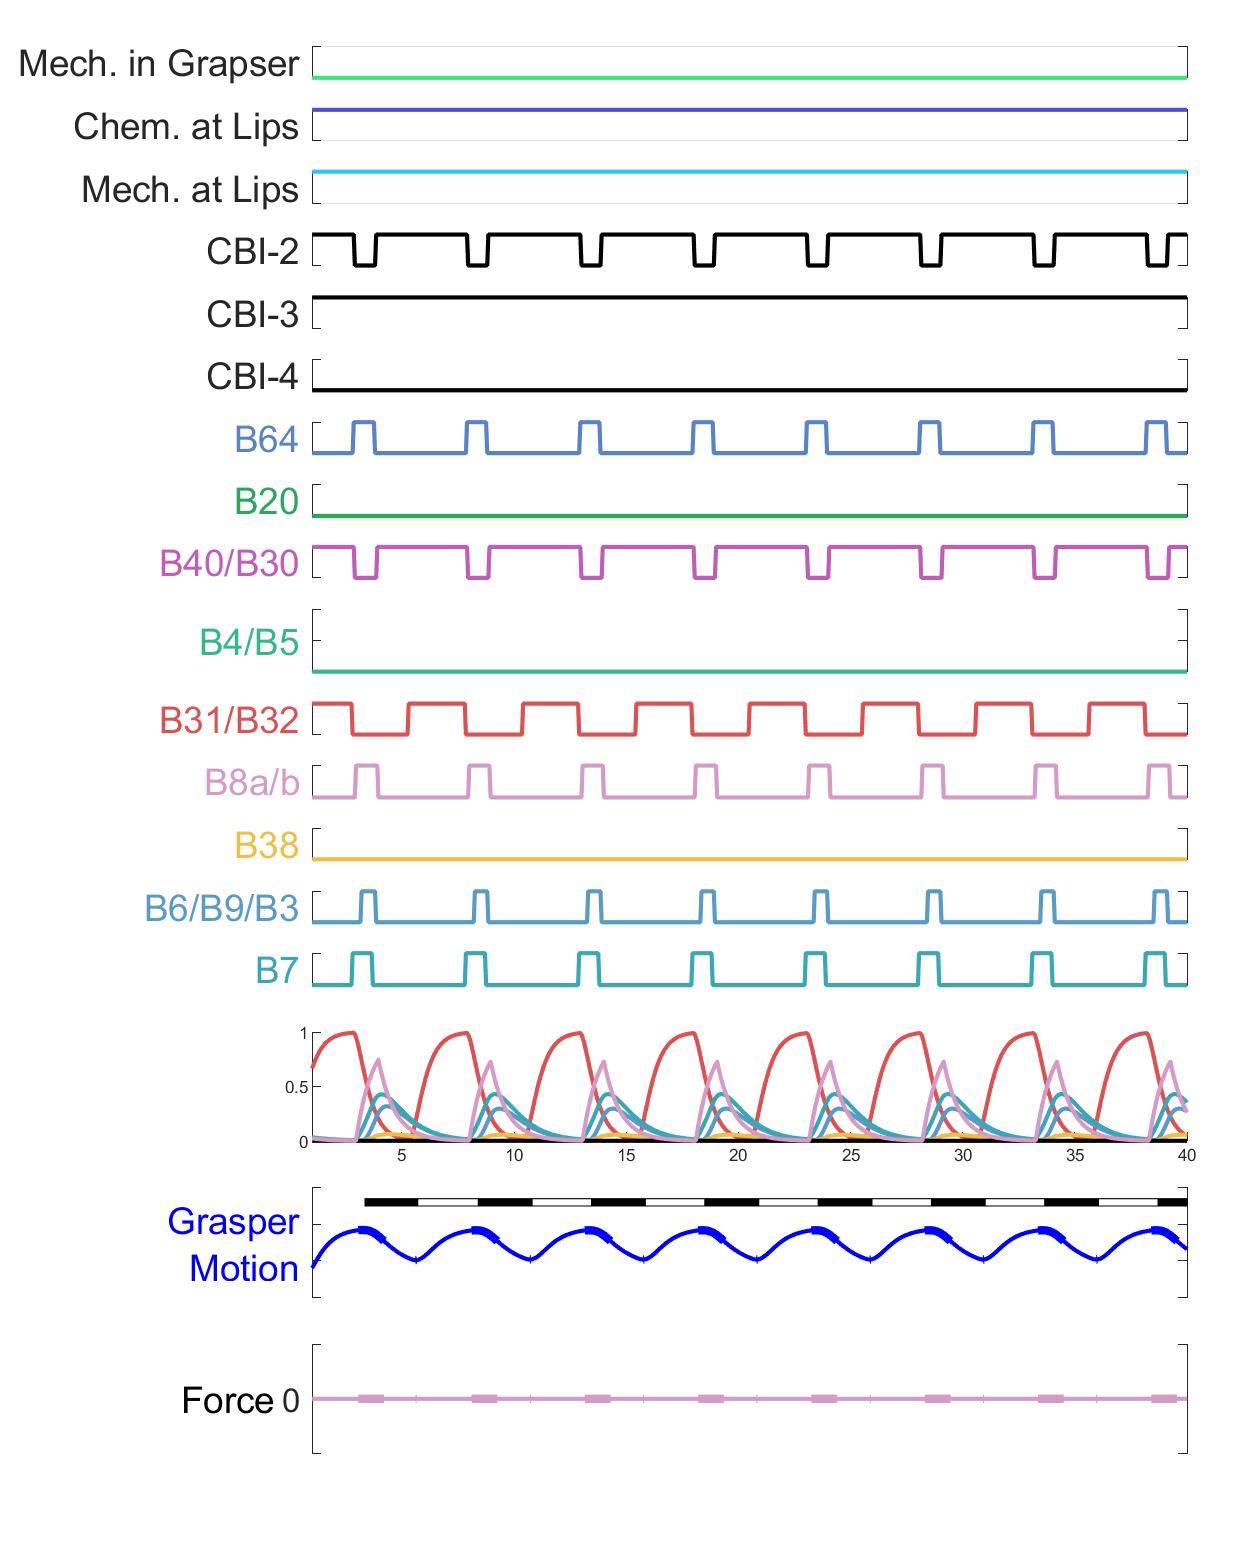 Mech. in Grapser
Chem. at Lips
Mech. at Lips
CBI-2
CBI-3
CBI-4
B64
B20
B40/B30
B4/B5
B31/B32
B8a/b
B38
B6/B9/B3
B7
1
0.5
0
5 10 15 20 25 30 35 40
Grasper
Motion
Force 0